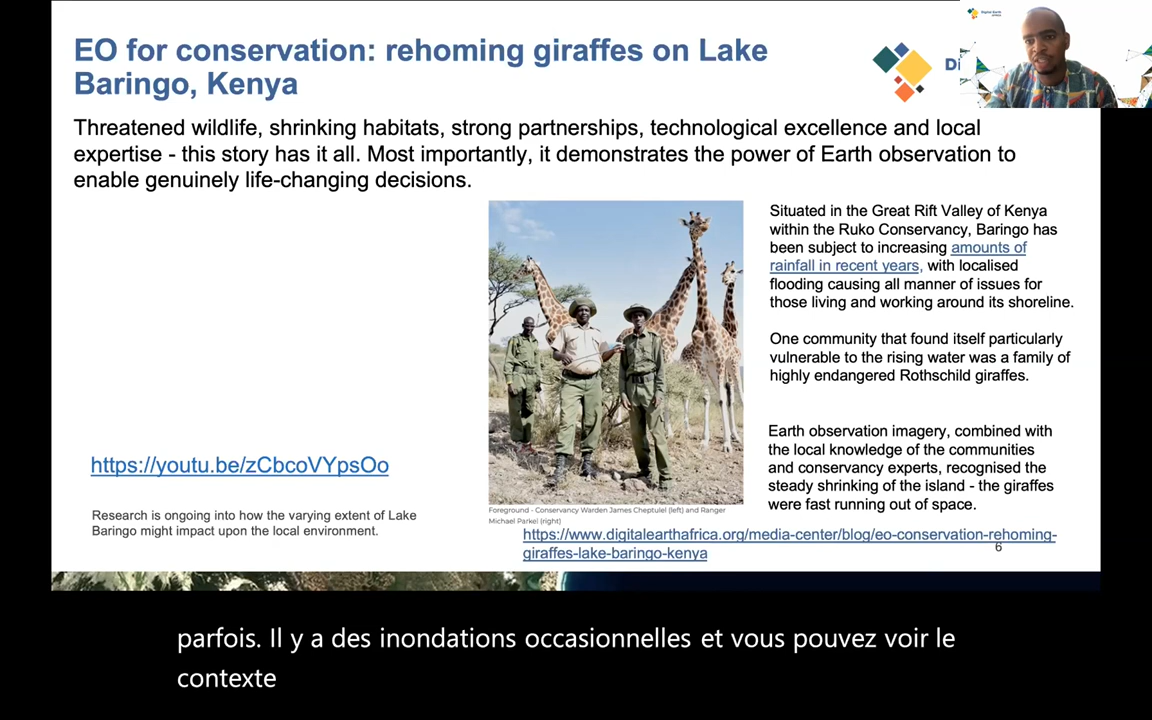 EO for conservation: rehoming giraffes on Lake
Baringo, Kenya
Threatened wildlife, shrinking habitats, strong partnerships, technological excellence and local
expertise - this story has it all. Most importantly, it demonstrates the power of Earth observation to
enable genuinely life-changing decisions.
Situated in the Great Rift Valley of Kenya
within the Ruko Conservancy, Baringo has
been subject to increasing amounts of
rainfall in recent years, with localised
flooding causing all manner of issues for
those living and working around its shoreline.
One community that found itself particularly
vulnerable to the rising water was a family of
highly endangered Rothschild giraffes.
Earth observation imagery, combined with
the local knowledge of the communities
and conservancy experts, recognised the
steady shrinking of the island - the giraffes
were fast running out of space.
https://youtu.be/zCbcoVYpsOo
Research is ongoing into how the varying extent of Lake
Baringo might impact upon the local environment.
Foreground - Conservancy Warden James Cheptulel (left) and Ranger
Michael Parkei (right)
https://www.digitalearthafrica.org/media-center/blog/eo-conservation-rehoming-
giraffes-lake-baringo-kenya
6
parfois. Il y a des inondations occasionnelles et vous pouvez voir le
contexte